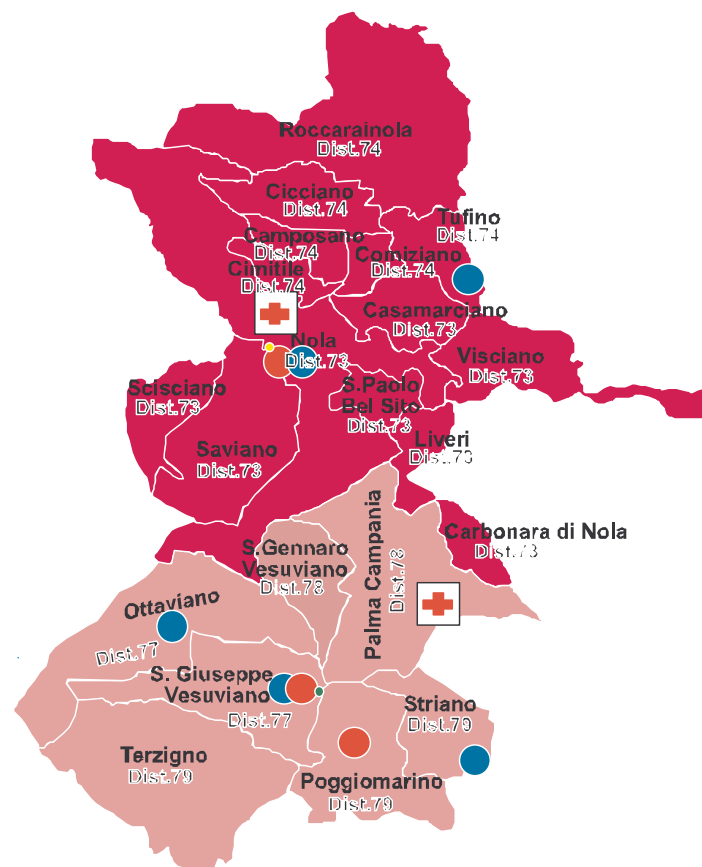 Roccarainola
Dist.74
Cicciano
Dist.74
Tufino
Dist.74
Camposano
Dist.74
Comiziano
Dist.74
Cimitile
Dist.74
Casamarciano
Dist.73
Nola
Dist.73
Visciano
Dist.73
Scisciano
Dist.73
S.Paolo
Bel Sito
Dist.73
Saviano
Dist.73
Liveri
Dist.73
Carbonara di Nola
Dist.73
Palma Campania
Dist.78
S.Gennaro
Vesuviano
Dist.78
Ottaviano
Dist.77
S. Giuseppe
Vesuviano
Dist.77
Striano
Dist.79
Terzigno
Dist.79
Poggiomarino
Dist.79